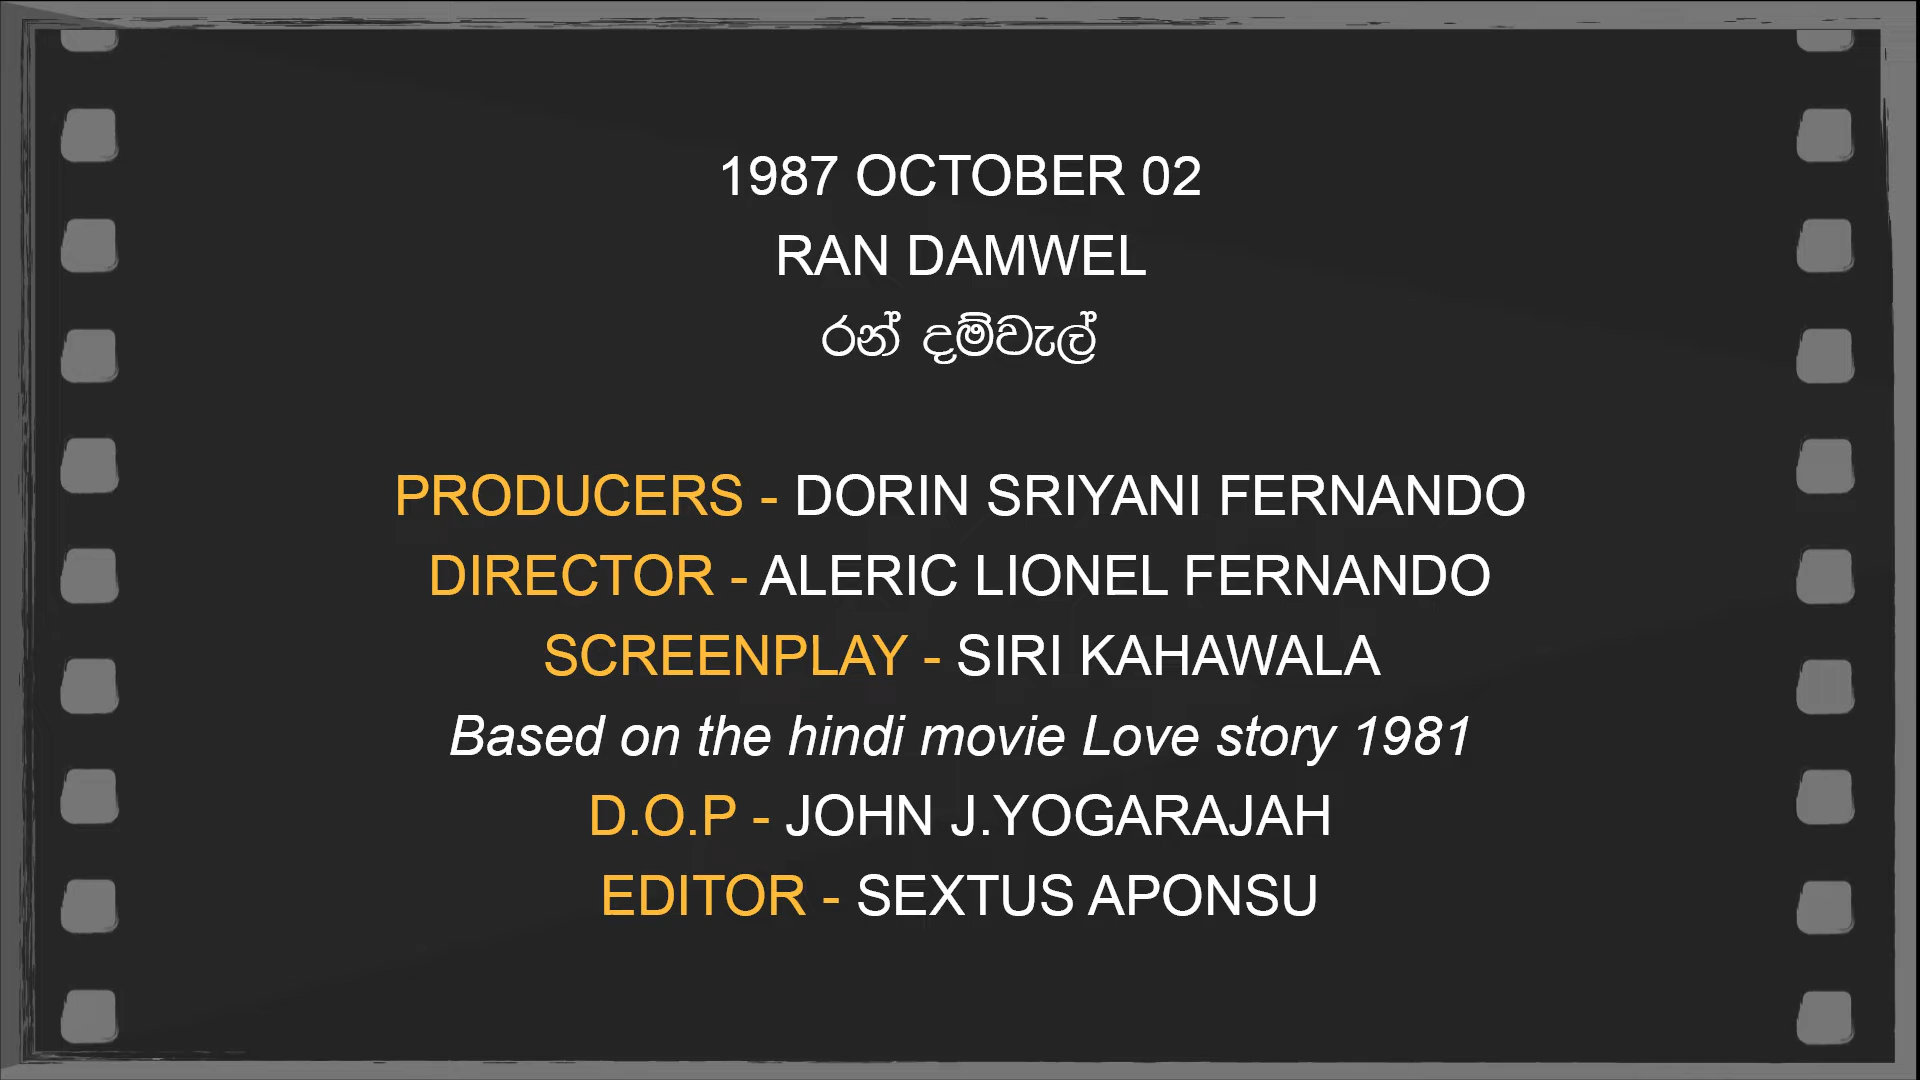 1987 OCTOBER 02
RAN DAMWEL
රන් දම්වැල්
PRODUCERS - DORIN SRIYANI FERNANDO
DIRECTOR - ALERIC LIONEL FERNANDO
SCREENPLAY - SIRI KAHAWALA
Based on the hindi movie Love story 1981
D.O.P - JOHN J.YOGARAJAH
EDITOR - SEXTUS APONSU